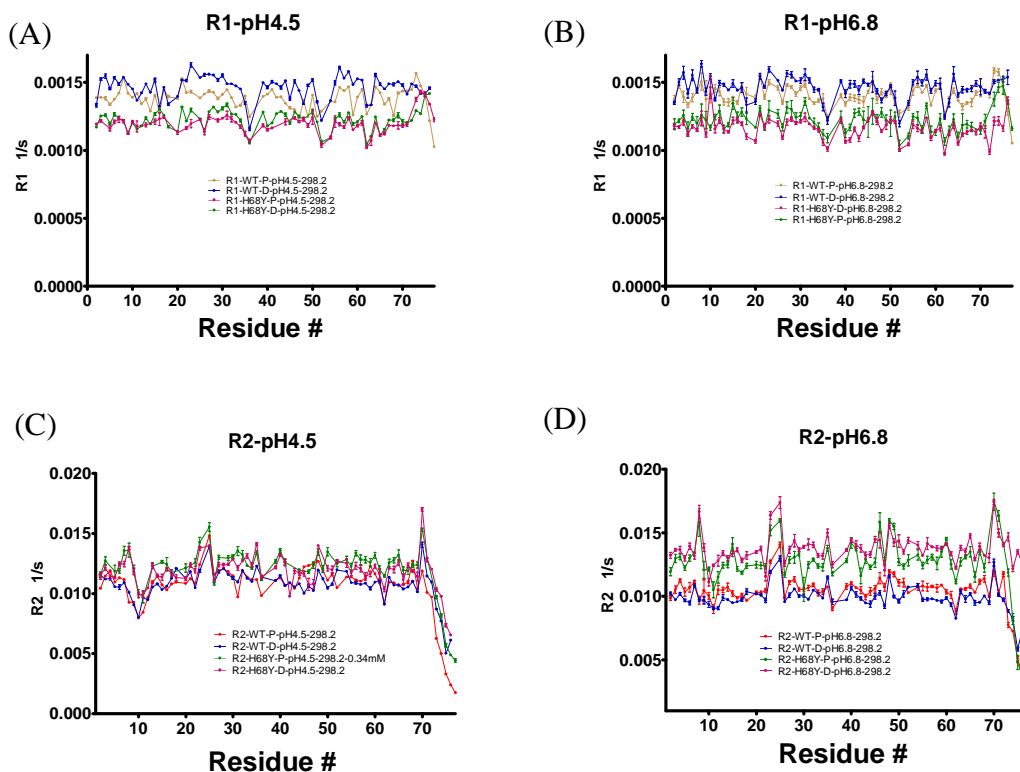 (A)
R1-pH4.5
R1 1/s
0.0015
0.0010
0.0005
0.0000
R1-WT-P-pH4.5-298.2
R1-WT-D-pH4.5-298.2
R1-H68Y-P-pH4.5-298.2
R1-H68Y-D-pH4.5-298.2
0 10 20 30 40 50 60 70
Residue #
(B)
R1-pH6.8
R1 1/s
0.0015
0.0010
0.0005
0.0000
R1-WT-P-pH6.8-298.2
R1-WT-D-pH6.8-298.2
R1-H68Y-D-pH6.8-298.2
R1-H68Y-P-pH6.8-298.2
0 10 20 30 40 50 60 70
Residue #
(C)
R2-pH4.5
R2 1/s
0.020
0.015
0.010
0.005
0.000
R2-WT-P-pH4.5-298.2
R2-WT-D-pH4.5-298.2
R2-H68Y-P-pH4.5-298.2-0.34mM
R2-H68Y-D-pH4.5-298.2
10 20 30 40 50 60 70
Residue #
(D)
R2-pH6.8
R2 1/s
0.020
0.015
0.010
0.005
R2-WT-P-pH6.8-298.2
R2-WT-D-pH6.8-298.2
R2-H68Y-P-pH6.8-298.2
R2-H68Y-D-pH6.8-298.2
10 20 30 40 50 60 70
Residue #